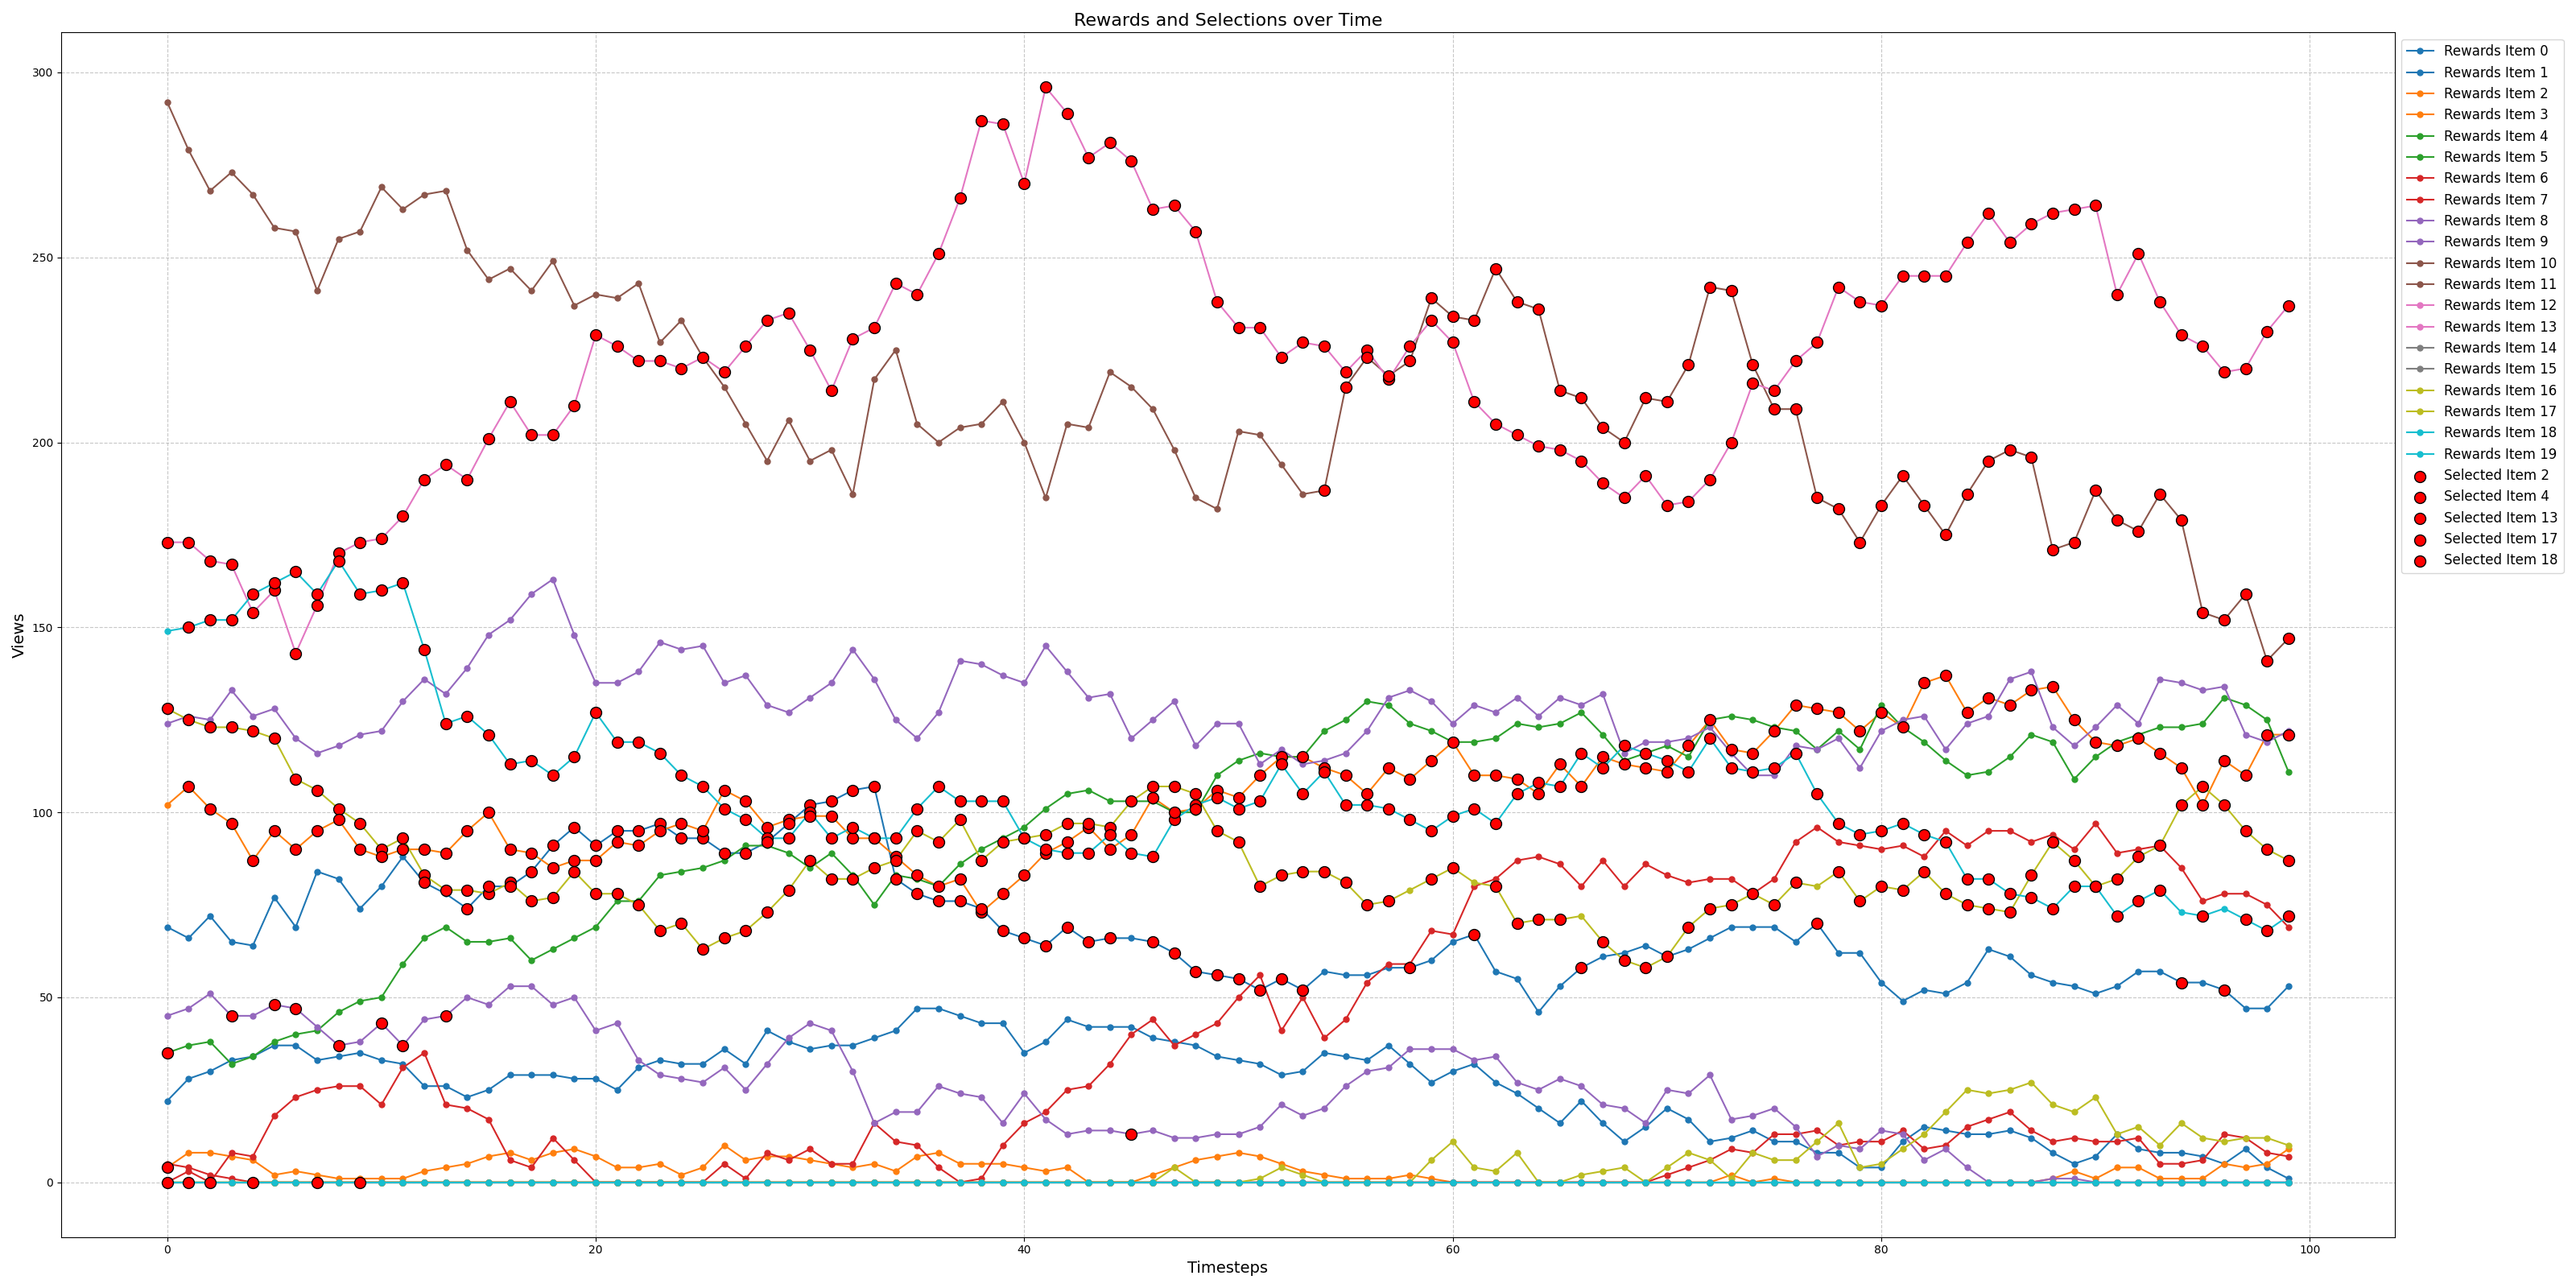 Rewards and Selections over Time
Views
300
250
200
150
100
50
0
0
20
40
60
80
100
Timesteps
Rewards Item 0
Rewards Item 1
Rewards Item 2
Rewards Item 3
Rewards Item 4
Rewards Item 5
Rewards Item 6
Rewards Item 7
Rewards Item 8
Rewards Item 9
Rewards Item 10
Rewards Item 11
Rewards Item 12
Rewards Item 13
Rewards Item 14
Rewards Item 15
Rewards Item 16
Rewards Item 17
Rewards Item 18
Rewards Item 19
Selected Item 2
Selected Item 4
Selected Item 13
Selected Item 17
Selected Item 18